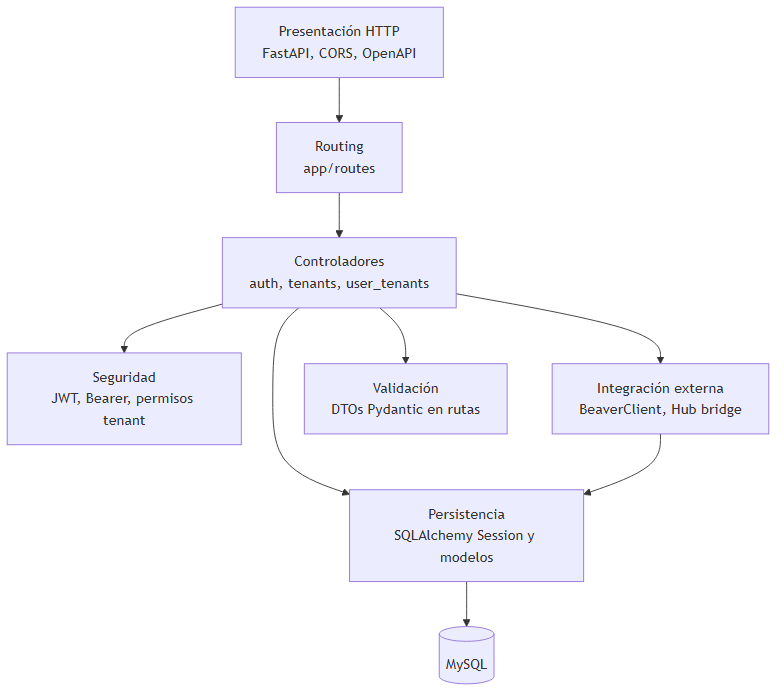 Presentación HTTP
FastAPI, CORS, OpenAPI
Routing
app/routes
Controladores
auth, tenants, user_tenants
Seguridad
JWT, Bearer, permisos
tenant
Validación
DTOs Pydantic en rutas
Integración externa
BeaverClient, Hub bridge
Persistencia
SQLAlchemy Session y
modelos
MySQL